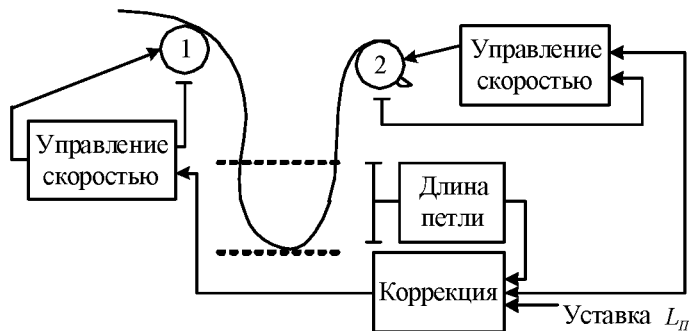 1
2
Управление
скоростью
Управление
скоростью
Длина
петли
Коррекция
Уставка L_П